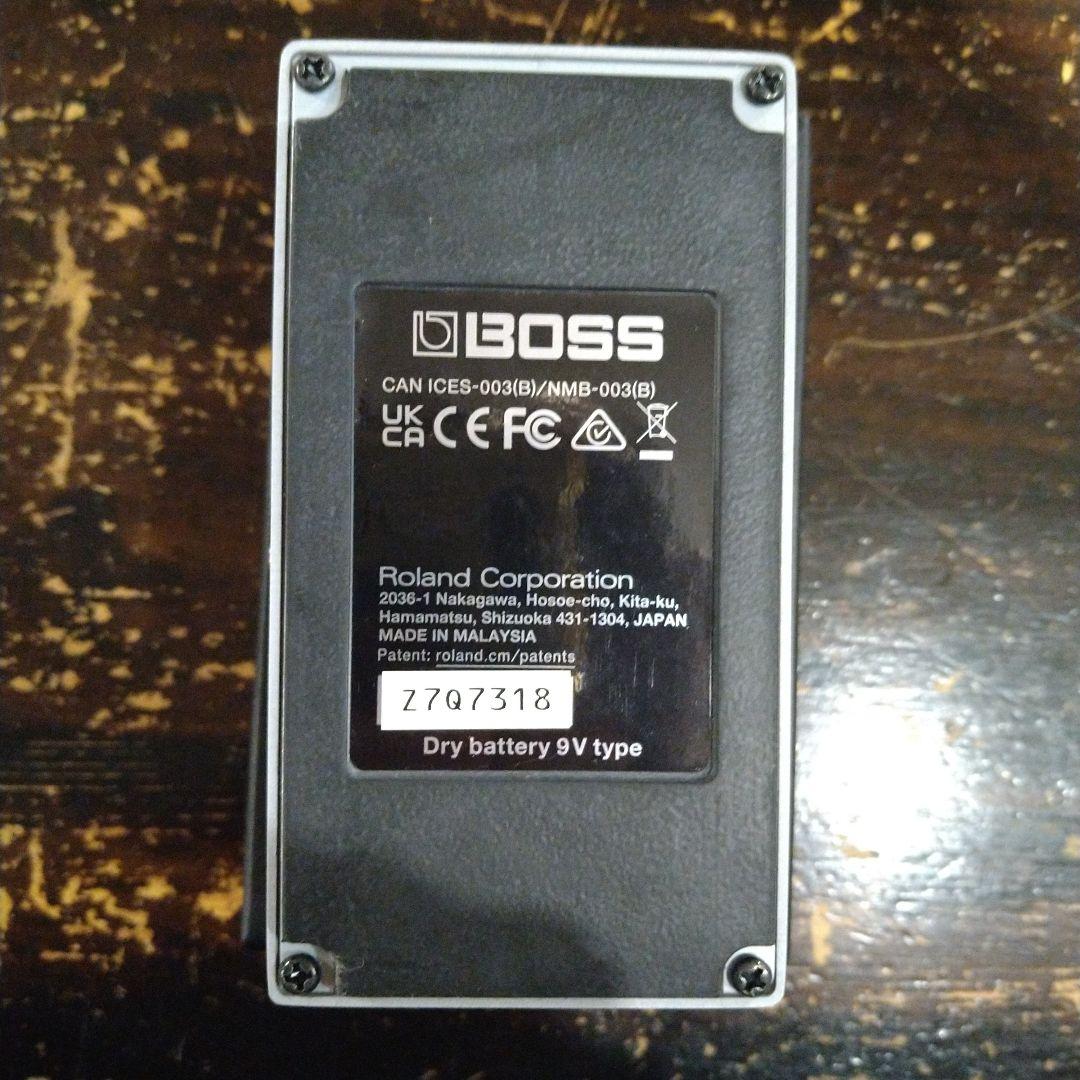 BOSS
CAN ICES-003(B)/NMB-003(B)
UK
CA CE FC
Roland Corporation
2036-1 Nakagawa, Hosoe-cho, Kita-ku,
Hamamatsu, Shizuoka 431-1304, JAPAN
MADE IN MALAYSIA
Patent: roland.cm/patents
Z7Q7318
Dry battery 9V type